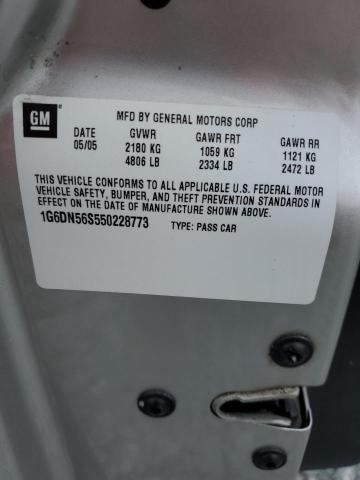 GM
MFD BY GENERAL MOTORS CORP
DATE GVWR GAWR FRT GAWR RR
05/05 2180 KG 1059 KG 1121 KG
4806 LB 2334 LB 2472 LB
THIS VEHICLE CONFORMS TO ALL APPLICABLE U.S. FEDERAL MOTOR
VEHICLE SAFETY, BUMPER, AND THEFT PREVENTION STANDARDS IN
EFFECT ON THE DATE OF MANUFACTURE SHOWN ABOVE.
1G6DN56S550228773 TYPE: PASS CAR